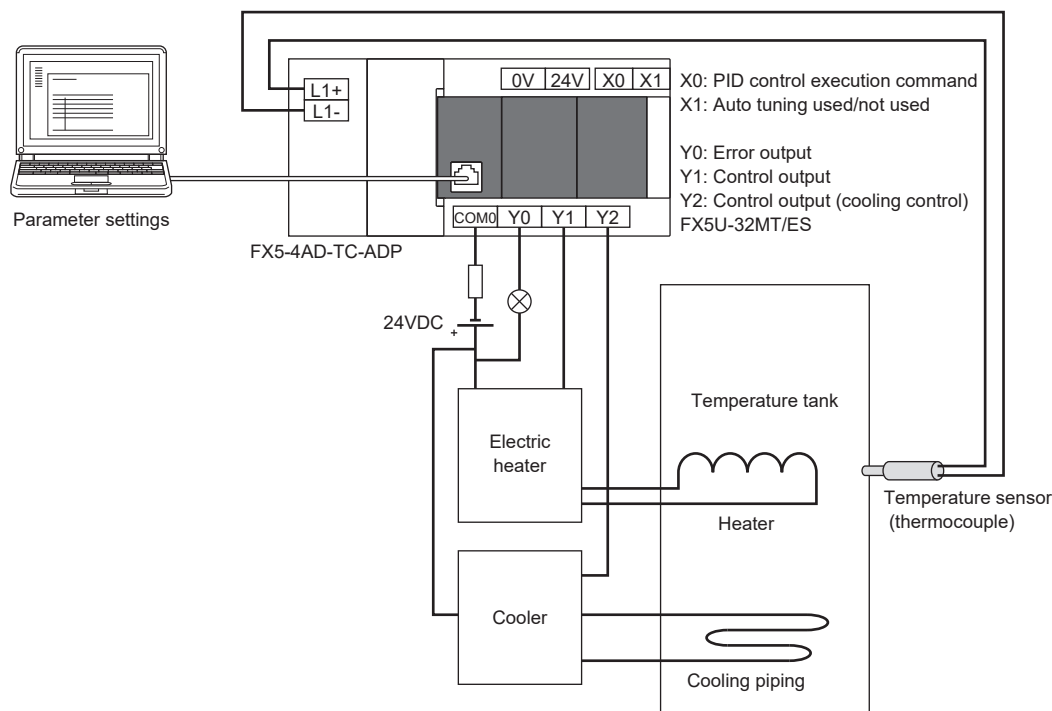 L1+
L1-
0V 24V X0 X1
X0: PID control execution command
X1: Auto tuning used/not used
Y0: Error output
Y1: Control output
Y2: Control output (cooling control)
FX5U-32MT/ES
COM0 Y0 Y1 Y2
Parameter settings
FX5-4AD-TC-ADP
24VDC
+
Temperature tank
Electric
heater
Heater
Temperature sensor
(thermocouple)
Cooler
Cooling piping